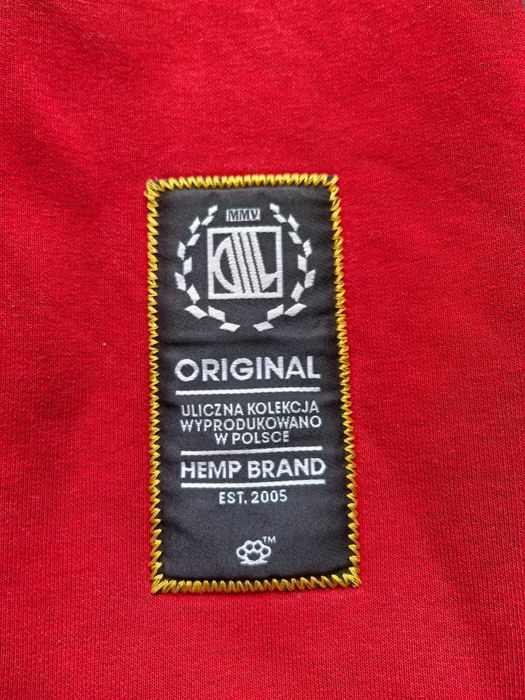 MMV
ORIGINAL
ULICZNA KOLEKCJA
WYPRODUKOWANO
W POLSCE
HEMP BRAND
EST. 2005
TM